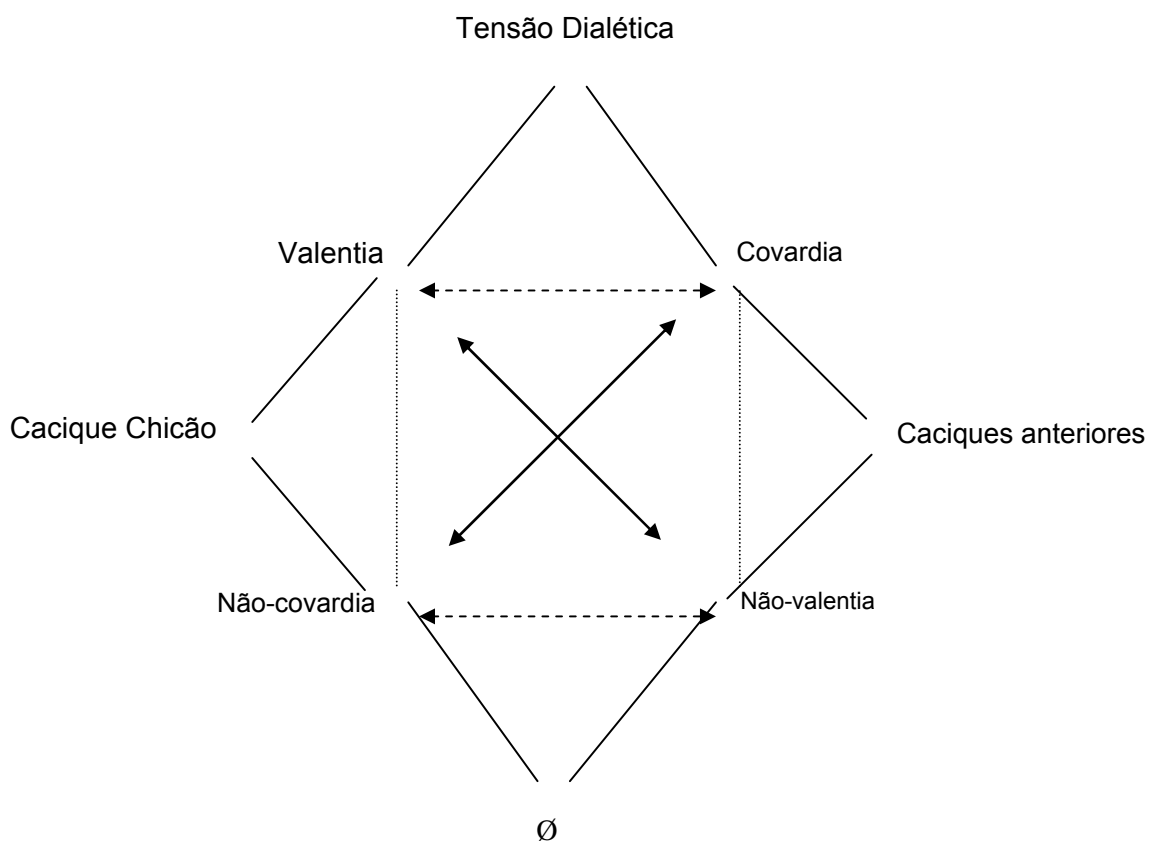 Tensão Dialética
Valentia
Covardia
Cacique Chicão
Caciques anteriores
Não-covardia
Não-valentia
Ø